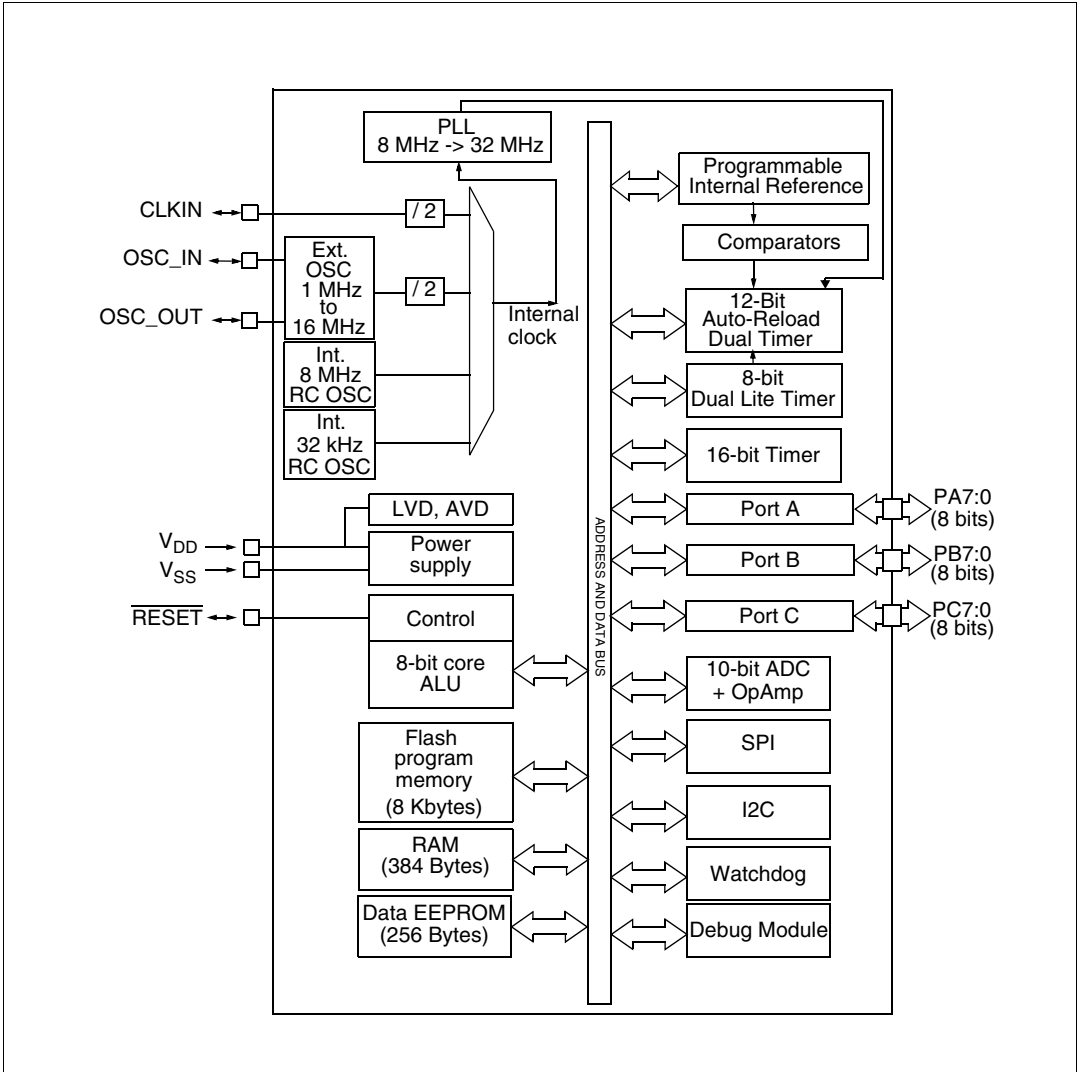 PLL
8 MHz -> 32 MHz
CLKIN
/ 2
OSC_IN
OSC_OUT
Ext.
OSC
1 MHz
to
16 MHz
/ 2
Int.
8 MHz
RC OSC
Int.
32 kHz
RC OSC
Internal
clock
LVD, AVD
VDD
VSS
Power
supply
RESET
Control
8-bit core
ALU
Flash
program
memory
(8 Kbytes)
RAM
(384 Bytes)
Data EEPROM
(256 Bytes)
ADDRESS AND DATA BUS
Programmable
Internal Reference
Comparators
12-Bit
Auto-Reload
Dual Timer
8-bit
Dual Lite Timer
16-bit Timer
Port A
PA7:0
(8 bits)
Port B
PB7:0
(8 bits)
Port C
PC7:0
(8 bits)
10-bit ADC
+ OpAmp
SPI
I2C
Watchdog
Debug Module